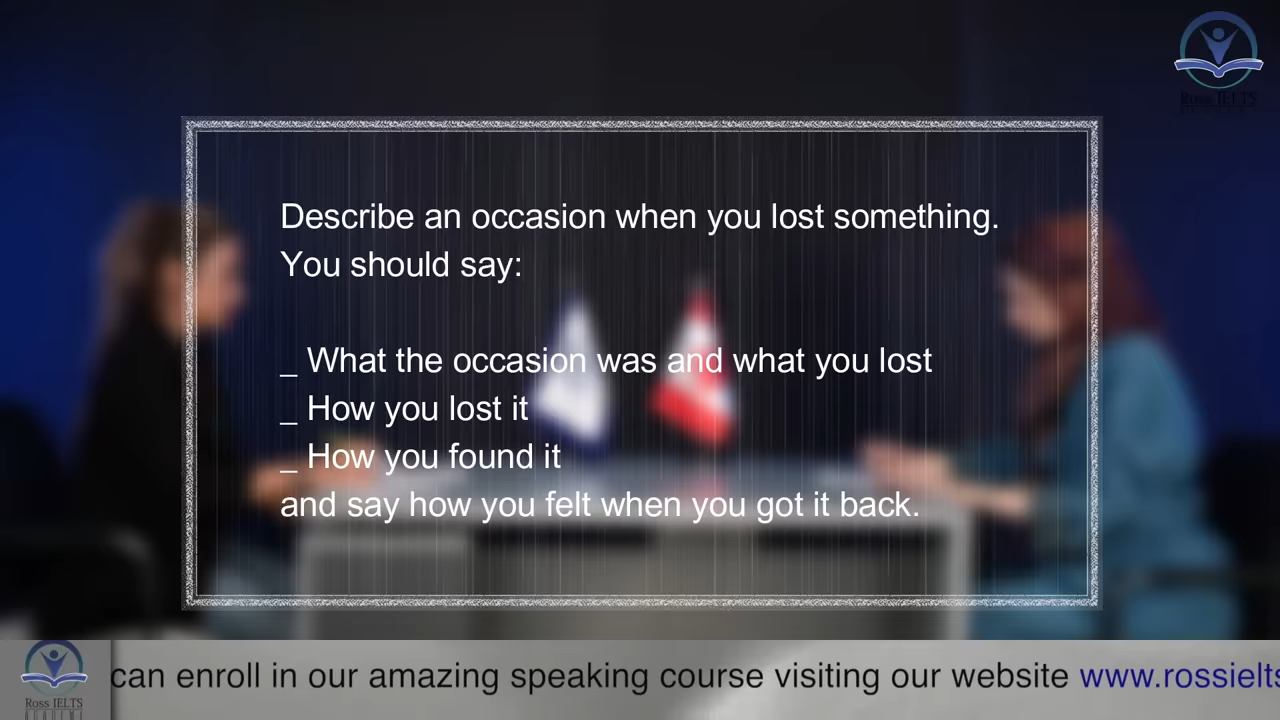 Ross IELTS
Describe an occasion when you lost something.
You should say:
_ What the occasion was and what you lost
_ How you lost it
_ How you found it
and say how you felt when you got it back.
can enroll in our amazing speaking course visiting our website www.rossielts
Ross IELTS